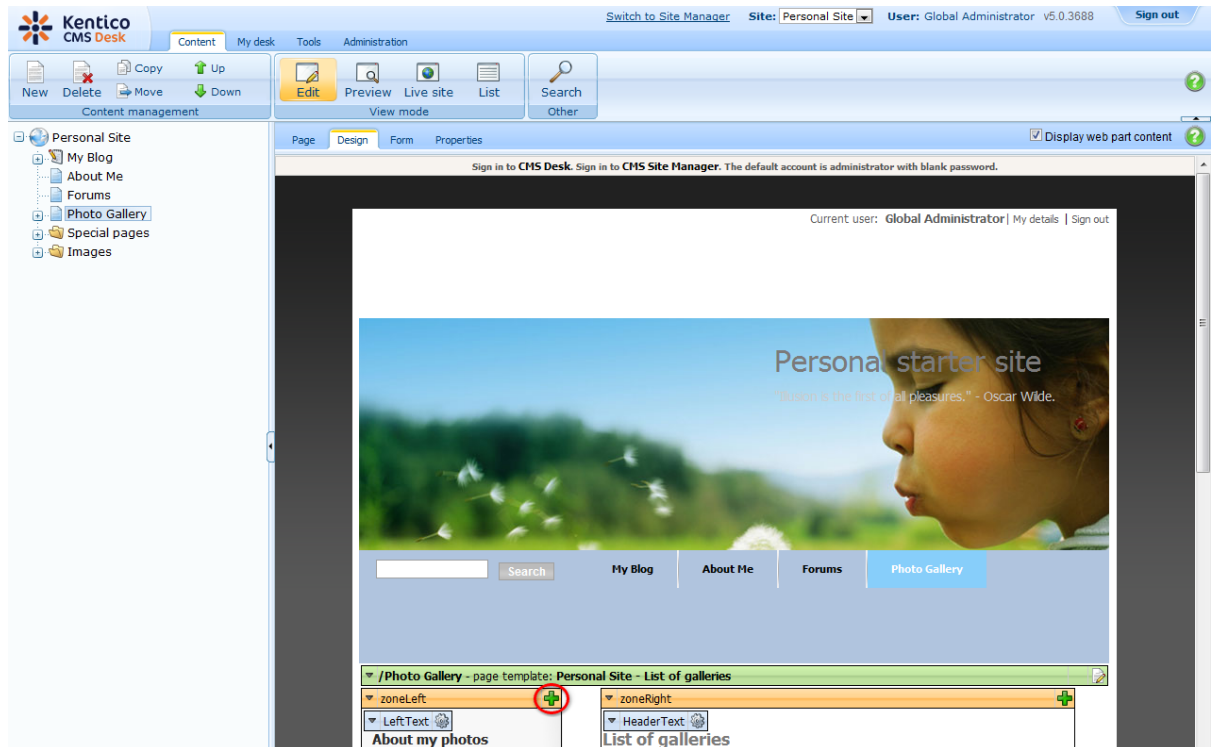 Kentico
CMS Desk
Switch to Site Manager Site: Personal Site User: Global Administrator v5.0.3688 Sign out
Content My desk Tools Administration
New Delete Copy Move Up Down
Content management
Edit Preview Live site List
View mode
Search
Other
Personal Site
My Blog
About Me
Forums
Photo Gallery
Special pages
Images
Page Design Form Properties Display web part content
Sign in to CMS Desk. Sign in to CMS Site Manager. The default account is administrator with blank password.
Current user: Global Administrator | My details | Sign out
Personal starter site
"Illusion is the first of all pleasures." - Oscar Wilde.
Search My Blog About Me Forums Photo Gallery
/Photo Gallery - page template: Personal Site - List of galleries
zoneLeft zoneRight
LeftText HeaderText
About my photos List of galleries